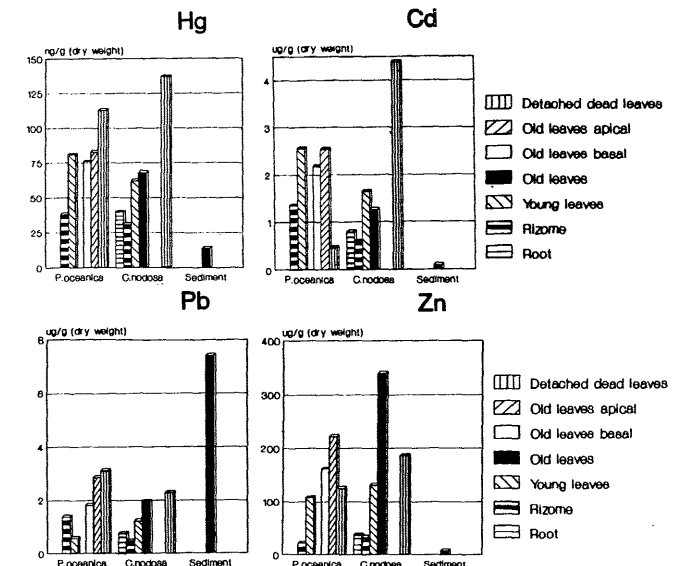 Hg
Cd
ng/g (dry weight)
150
125
100
75
50
25
0
P.oceanica C.nodosa Sediment
ug/g (dry weight)
4
3
2
1
0
P.oceanica C.nodosa Sediment
Detached dead leaves
Old leaves apical
Old leaves basal
Old leaves
Young leaves
Rizome
Root
Pb
Zn
ug/g (dry weight)
8
6
4
2
0
P.oceanica C.nodosa Sediment
ug/g (dry weight)
400
300
200
100
0
P.oceanica C.nodosa Sediment
Detached dead leaves
Old leaves apical
Old leaves basal
Old leaves
Young leaves
Rizome
Root